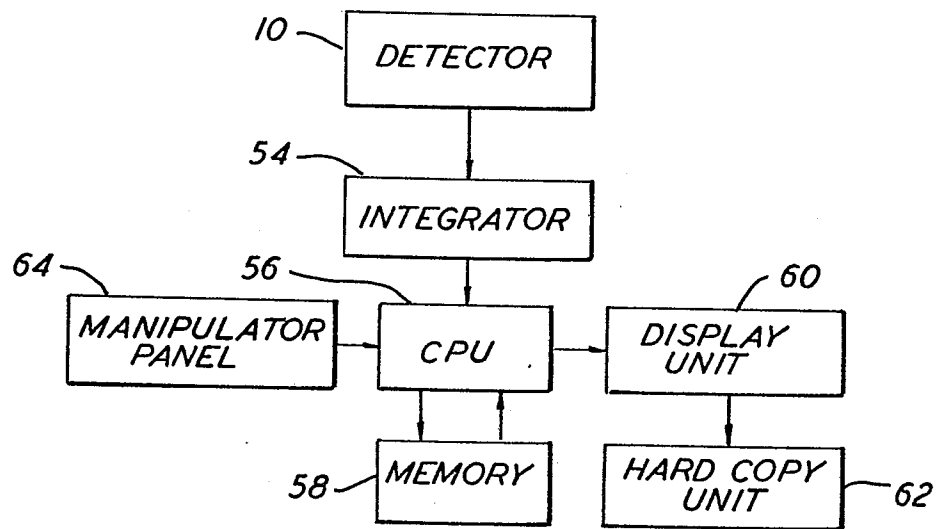 10
DETECTOR
54
INTEGRATOR
64
56
60
MANIPULATOR
PANEL
CPU
DISPLAY
UNIT
58
MEMORY
HARD COPY
UNIT
62